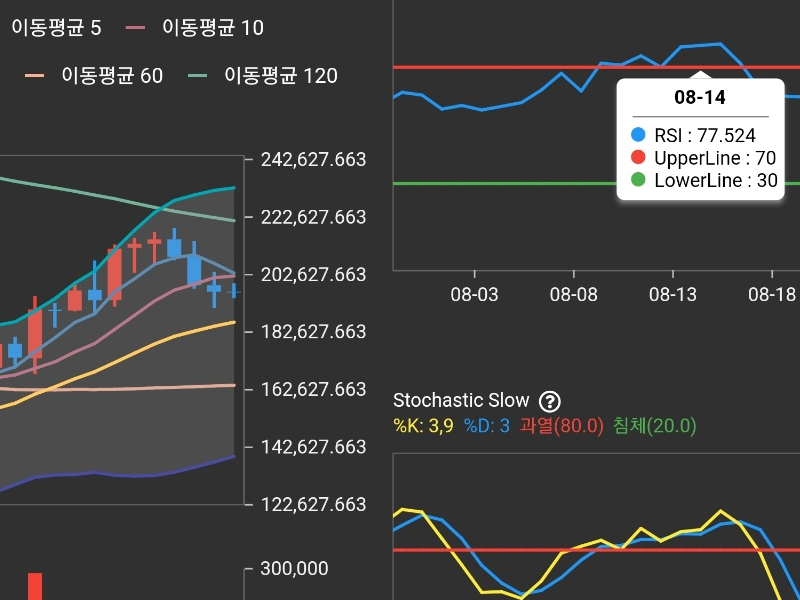 이동평균 5 이동평균 10
이동평균 60 이동평균 120
242,627.663
222,627.663
202,627.663
182,627.663
162,627.663
142,627.663
122,627.663
300,000
08-14
RSI : 77.524
UpperLine : 70
LowerLine : 30
08-03 08-08 08-13 08-18
Stochastic Slow ?
%K: 3,9 %D: 3 과열(80.0) 침체(20.0)